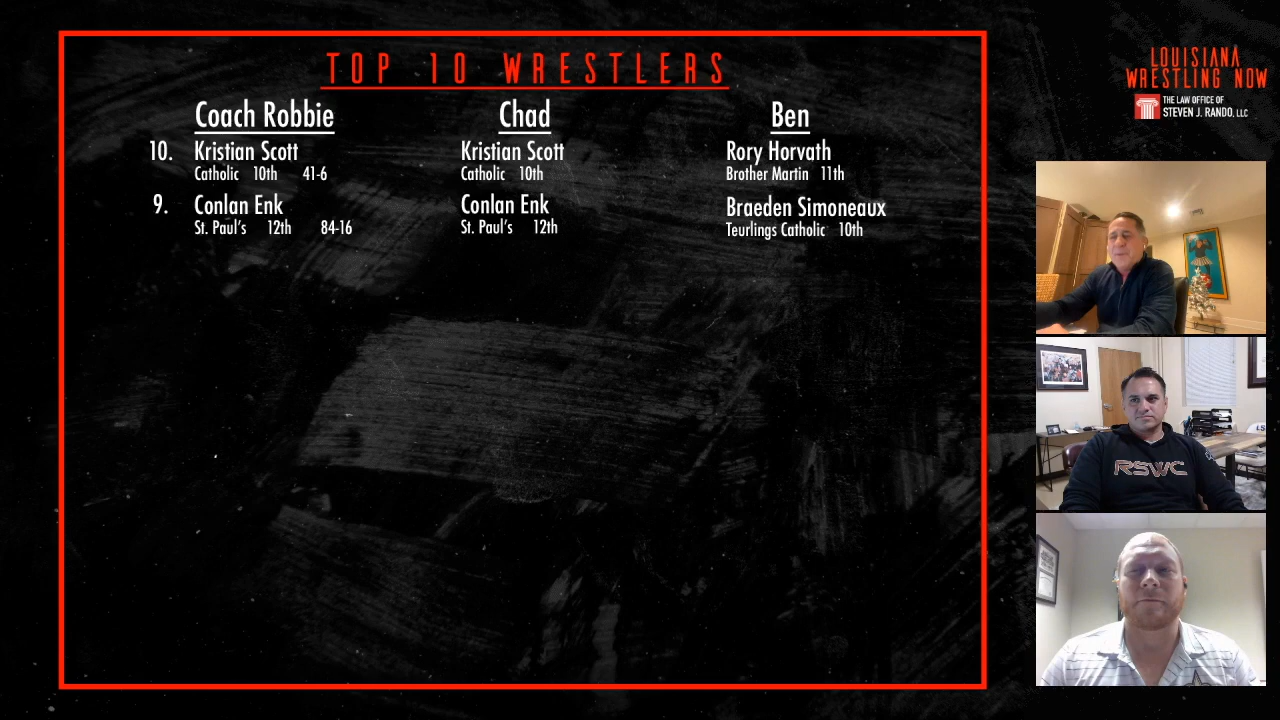 TOP 10 WRESTLERS
LOUISIANA
WRESTLING NOW
THE LAW OFFICE OF
STEVEN J. RANDO, LLC
Coach Robbie Chad Ben
10. Kristian Scott Kristian Scott Rory Horvath
Catholic 10th 41-6 Catholic 10th Brother Martin 11th
9. Conlan Enk Conlan Enk Braeden Simoneaux
St. Paul's 12th 84-16 St. Paul's 12th Teurlings Catholic 10th
RSWC